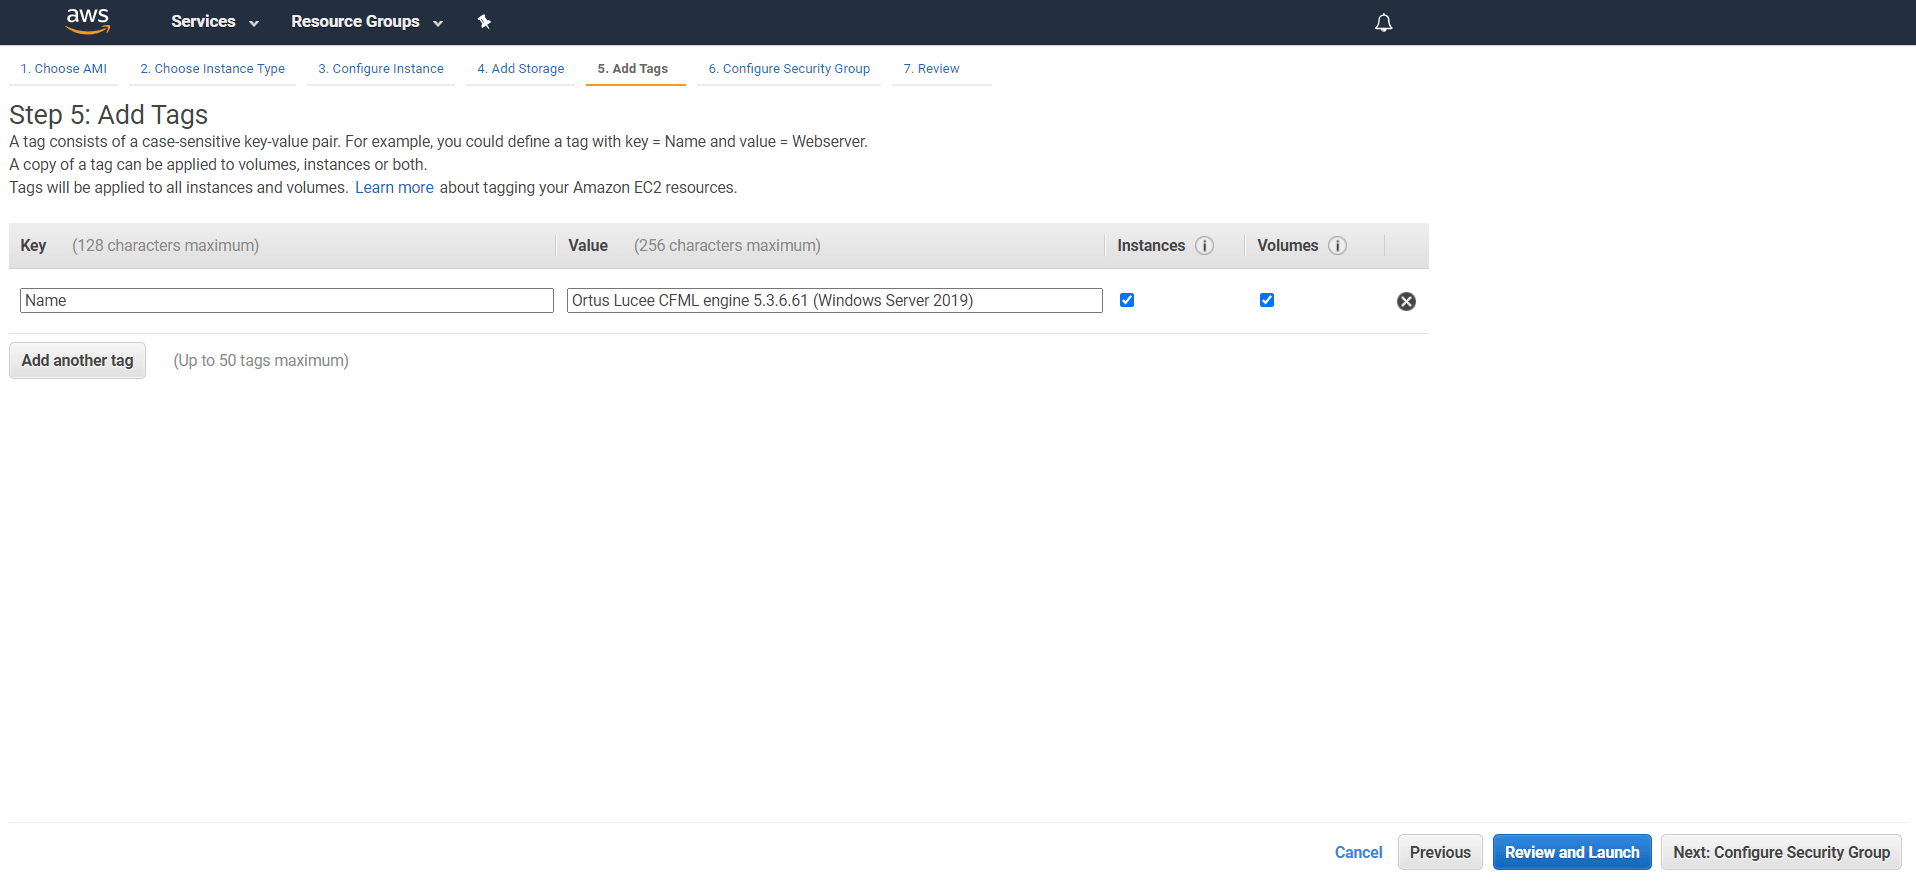 aws Services Resource Groups
1. Choose AMI 2. Choose Instance Type 3. Configure Instance 4. Add Storage 5. Add Tags 6. Configure Security Group 7. Review
Step 5: Add Tags
A tag consists of a case-sensitive key-value pair. For example, you could define a tag with key = Name and value = Webserver.
A copy of a tag can be applied to volumes, instances or both.
Tags will be applied to all instances and volumes. Learn more about tagging your Amazon EC2 resources.
Key (128 characters maximum) Value (256 characters maximum) Instances i Volumes i
Name Ortus Lucee CFML engine 5.3.6.61 (Windows Server 2019)
Add another tag (Up to 50 tags maximum)
Cancel Previous Review and Launch Next: Configure Security Group